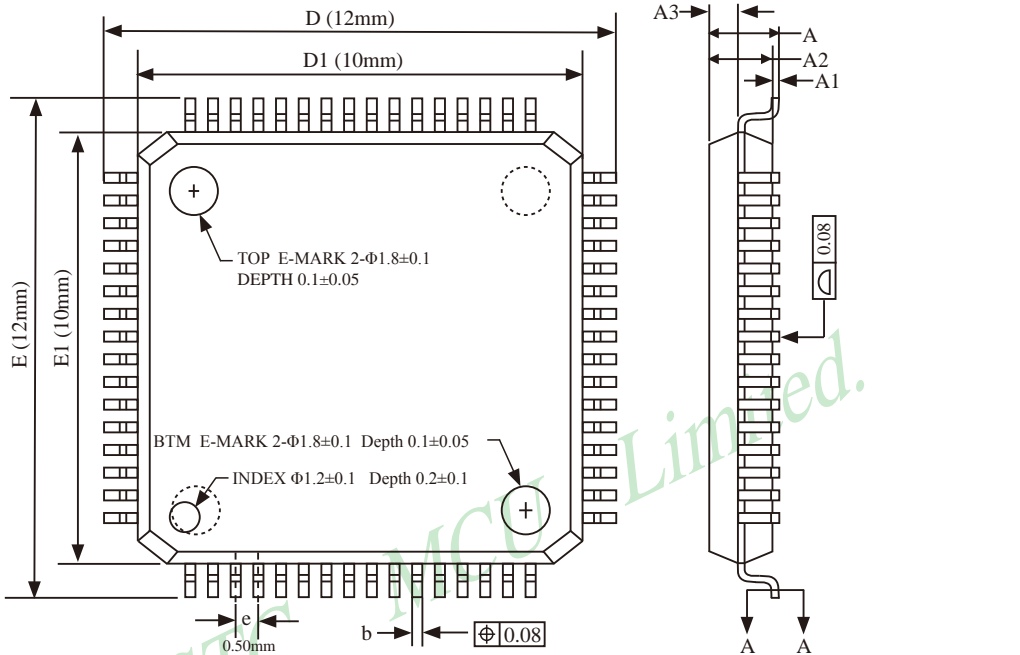 D (12mm)
D1 (10mm)
A3
A
A2
A1
E (12mm)
E1 (10mm)
TOP E-MARK 2-Φ1.8±0.1
DEPTH 0.1±0.05
0.08
BTM E-MARK 2-Φ1.8±0.1 Depth 0.1±0.05
INDEX Φ1.2±0.1 Depth 0.2±0.1
e
0.50mm
b
0.08
A
A
STC MCU Limited.